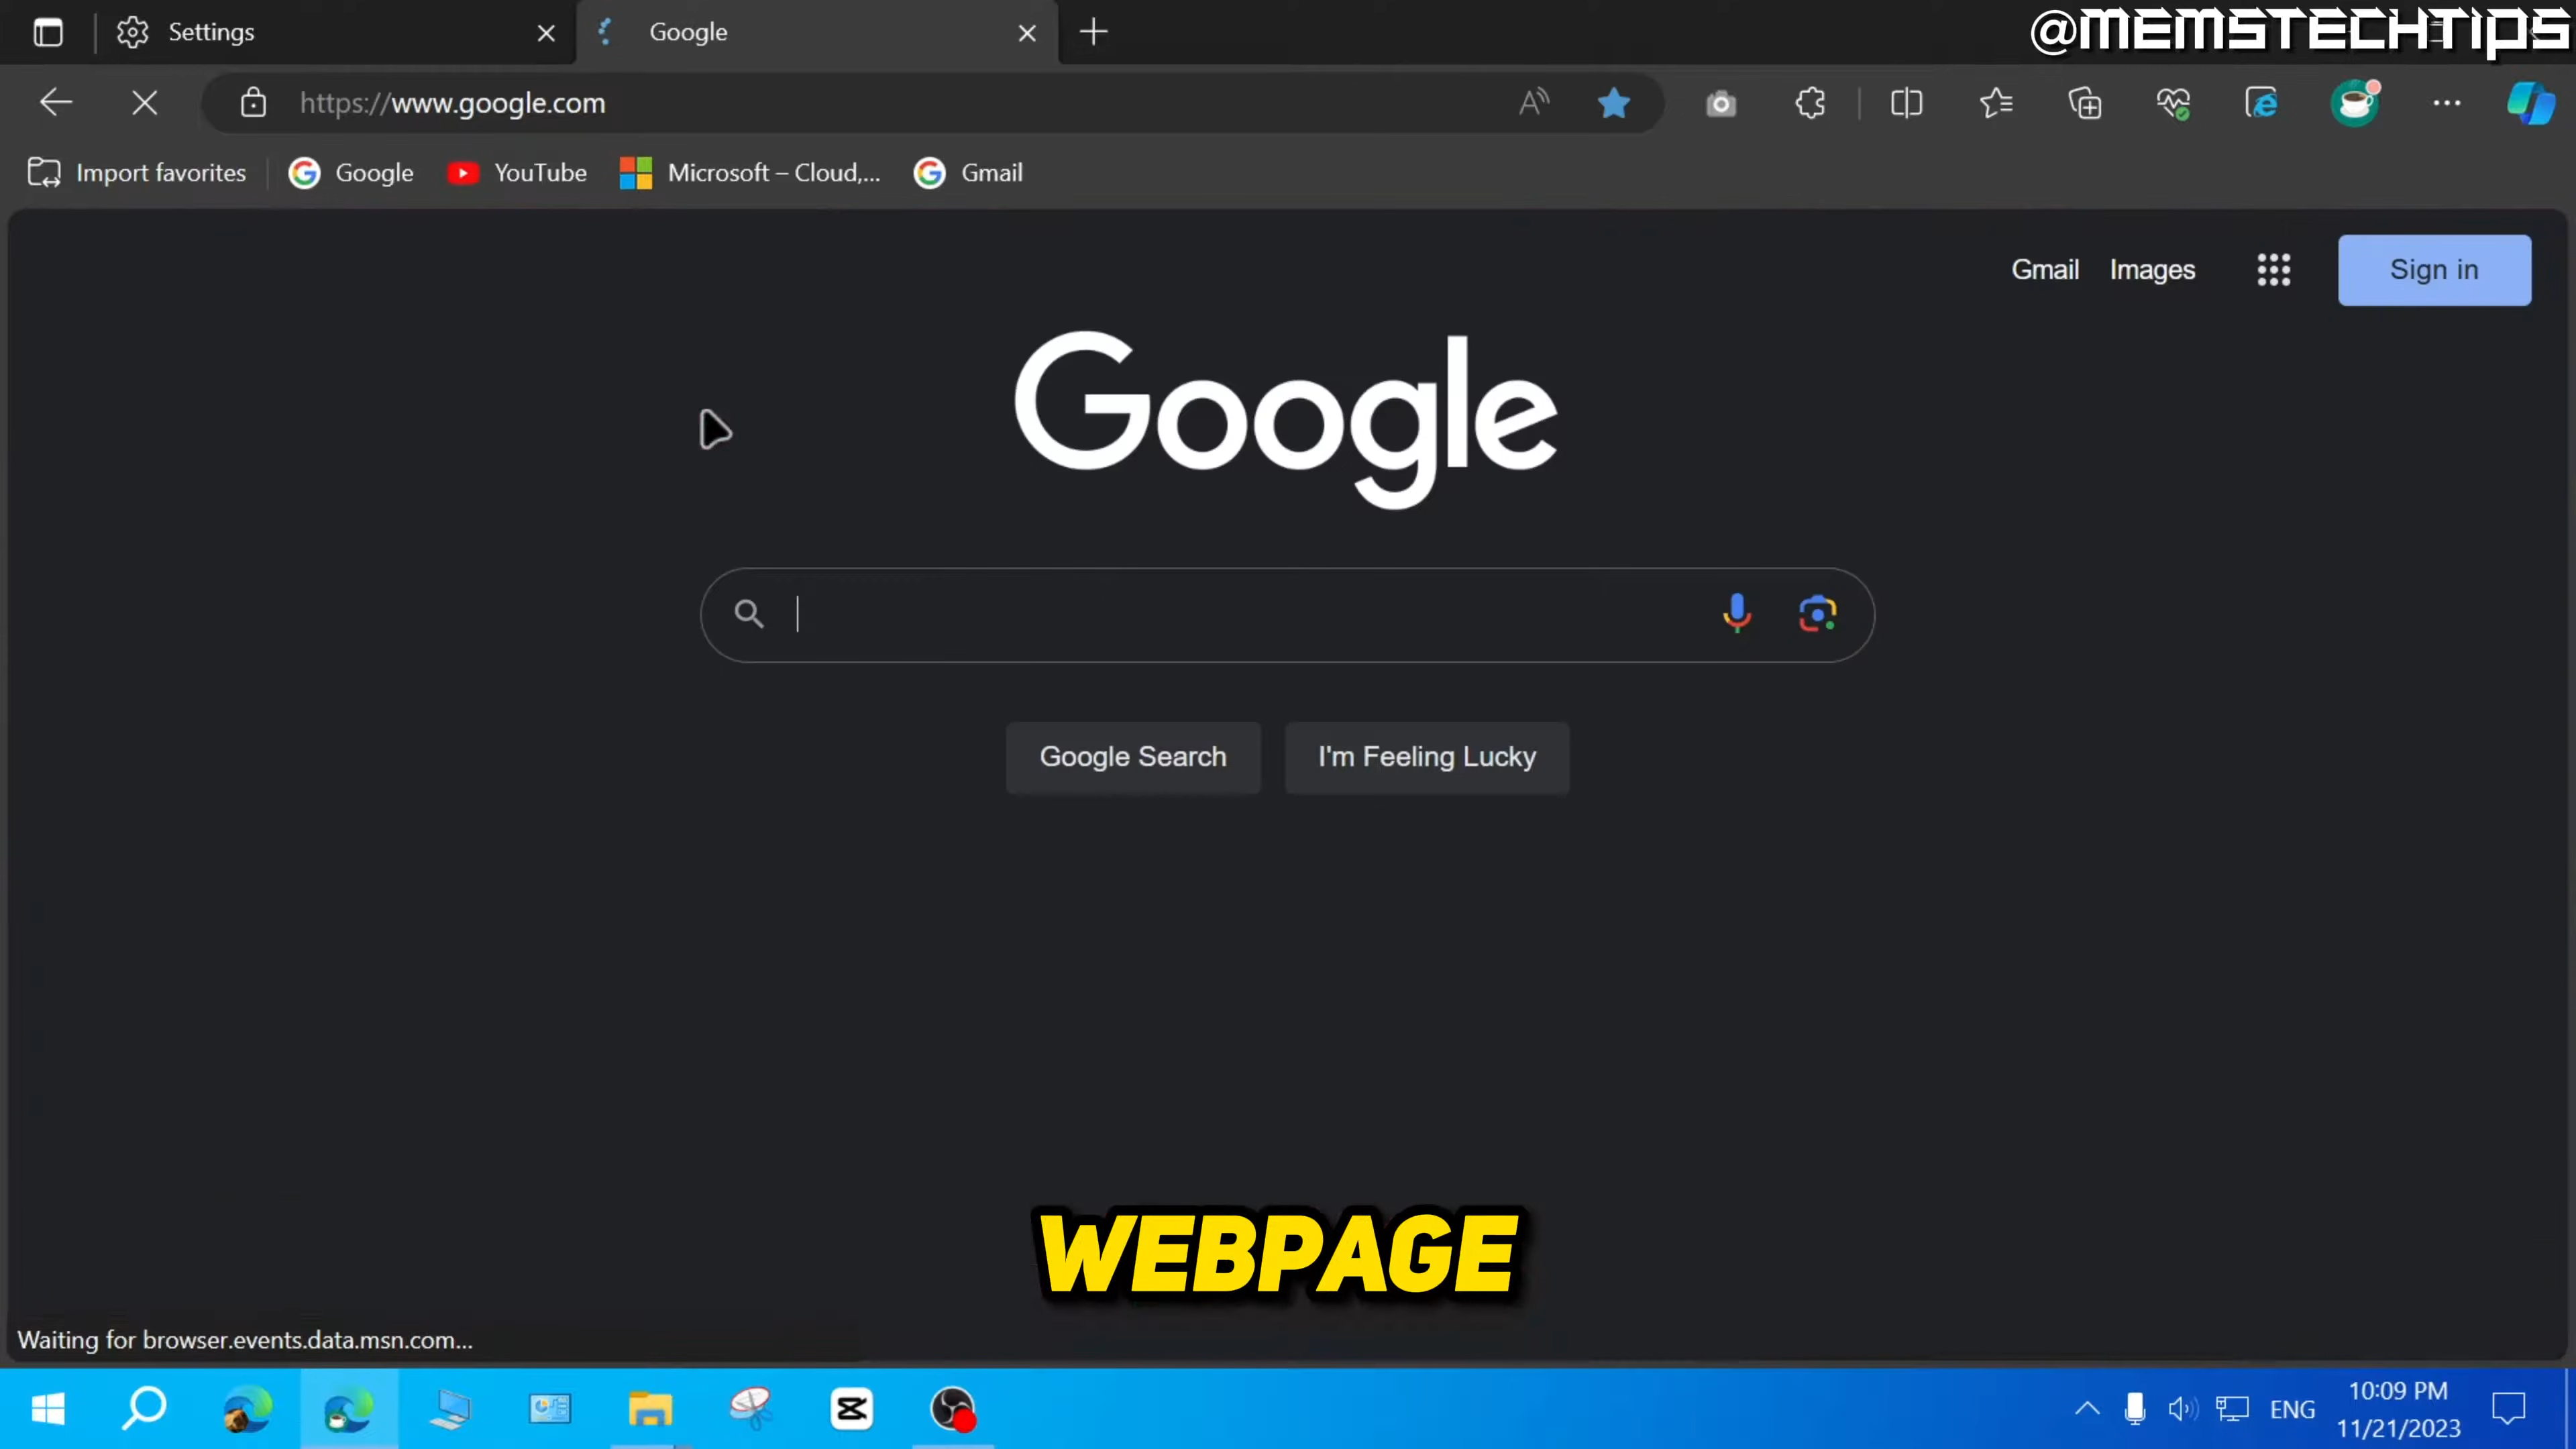 Settings
Google
@MEMSTECHTIPS
https://www.google.com
Import favorites
Google
YouTube
Microsoft – Cloud,...
Gmail
Gmail
Images
Sign in
Google
Google Search
I'm Feeling Lucky
WEBPAGE
Waiting for browser.events.data.msn.com...
ENG
10:09 PM
11/21/2023